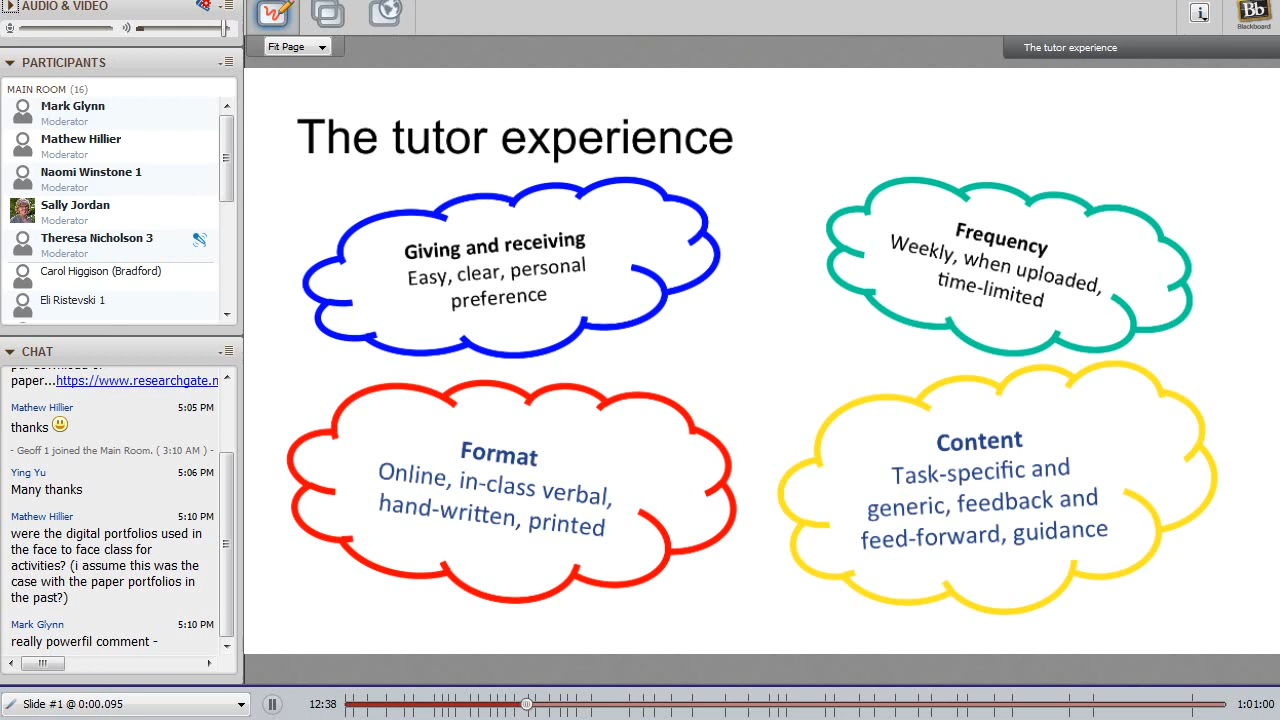 AUDIO & VIDEO
PARTICIPANTS
MAIN ROOM (16)
Mark Glynn
Moderator
Mathew Hillier
Moderator
Naomi Winstone 1
Moderator
Sally Jordan
Moderator
Theresa Nicholson 3
Moderator
Carol Higgison (Bradford)
Eli Ristevski 1
CHAT
paper...https://www.researchgate.n
Mathew Hillier 5:05 PM
thanks
- Geoff 1 joined the Main Room. ( 3:10 AM ) -
Ying Yu 5:06 PM
Many thanks
Mathew Hillier 5:10 PM
were the digital portfolios used in
the face to face class for
activities? (i assume this was the
case with the paper portfolios in
the past?)
Mark Glynn 5:10 PM
really powerfil comment -
Fit Page
Bb
Blackboard
The tutor experience
The tutor experience
Giving and receiving
Easy, clear, personal
preference
Frequency
Weekly, when uploaded,
time-limited
Format
Online, in-class verbal,
hand-written, printed
Content
Task-specific and
generic, feedback and
feed-forward, guidance
Slide #1 @ 0:00.095
12:38
1:01:00